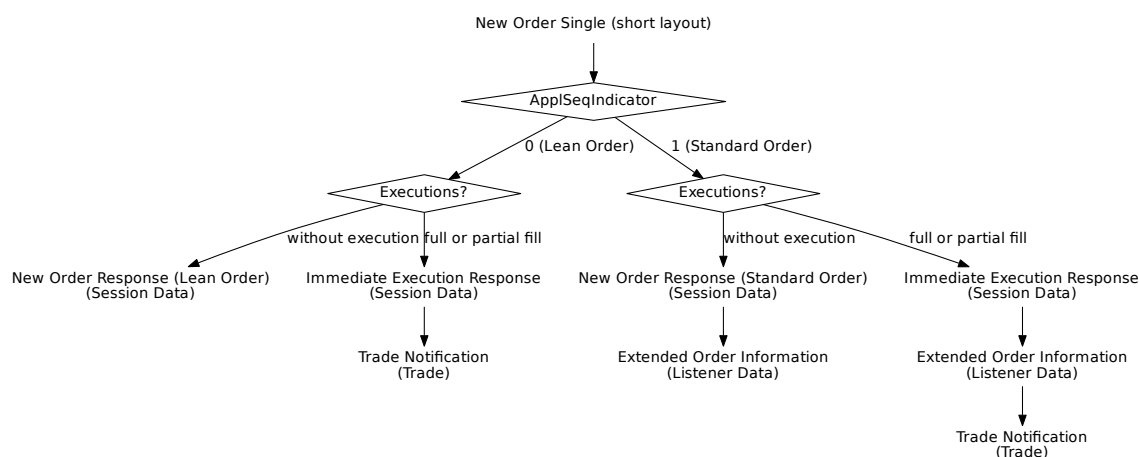 New Order Single (short layout)
ApplSeqIndicator
0 (Lean Order)
1 (Standard Order)
Executions?
Executions?
without execution
full or partial fill
without execution
full or partial fill
New Order Response (Lean Order)
(Session Data)
Immediate Execution Response
(Session Data)
New Order Response (Standard Order)
(Session Data)
Immediate Execution Response
(Session Data)
Trade Notification
(Trade)
Extended Order Information
(Listener Data)
Extended Order Information
(Listener Data)
Trade Notification
(Trade)